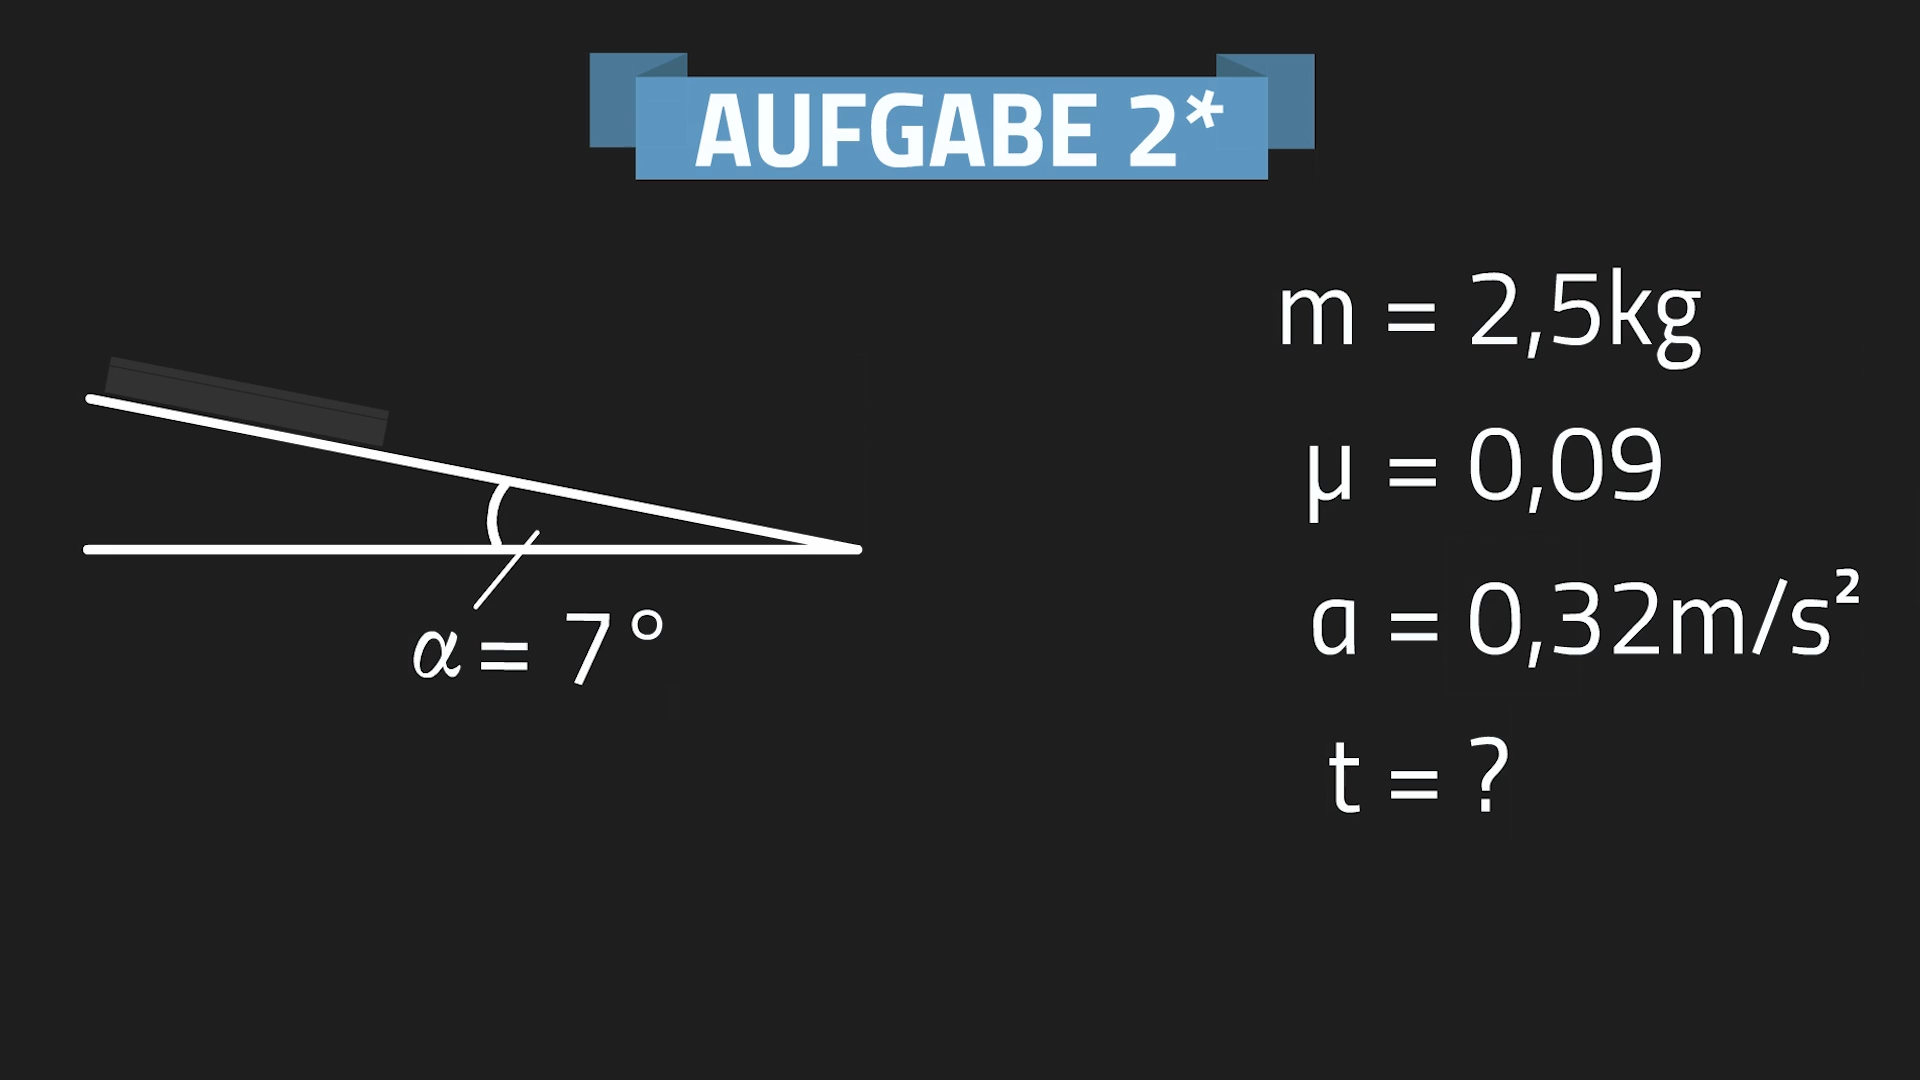 AUFGABE 2*
m = 2,5kg
µ = 0,09
a = 0,32m/s²
t = ?
α = 7°